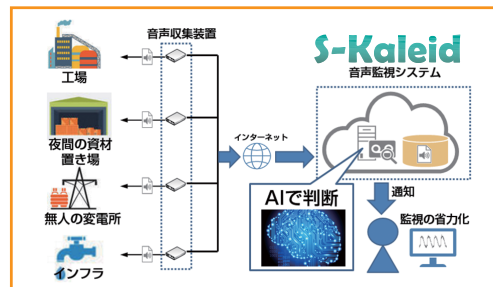 音声収集装置
S-Kaleid
音声監視システム
工場
夜間の資材
置き場
インターネット
AIで判断
無人の変電所
通知
監視の省力化
インフラ